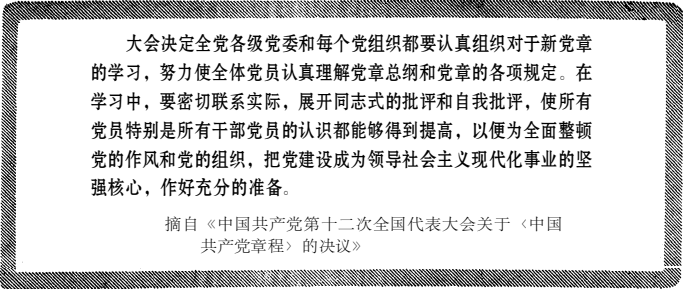 大会决定全党各级党委和每个党组织都要认真组织对于新党章
的学习，努力使全体党员认真理解党章总纲和党章的各项规定。在
学习中，要密切联系实际，展开同志式的批评和自我批评，使所有
党员特别是所有干部党员的认识都能够得到提高，以便为全面整顿
党的作风和党的组织，把党建设成为领导社会主义现代化事业的坚
强核心，作好充分的准备。
摘自《中国共产党第十二次全国代表大会关于〈中国
共产党章程〉的决议》